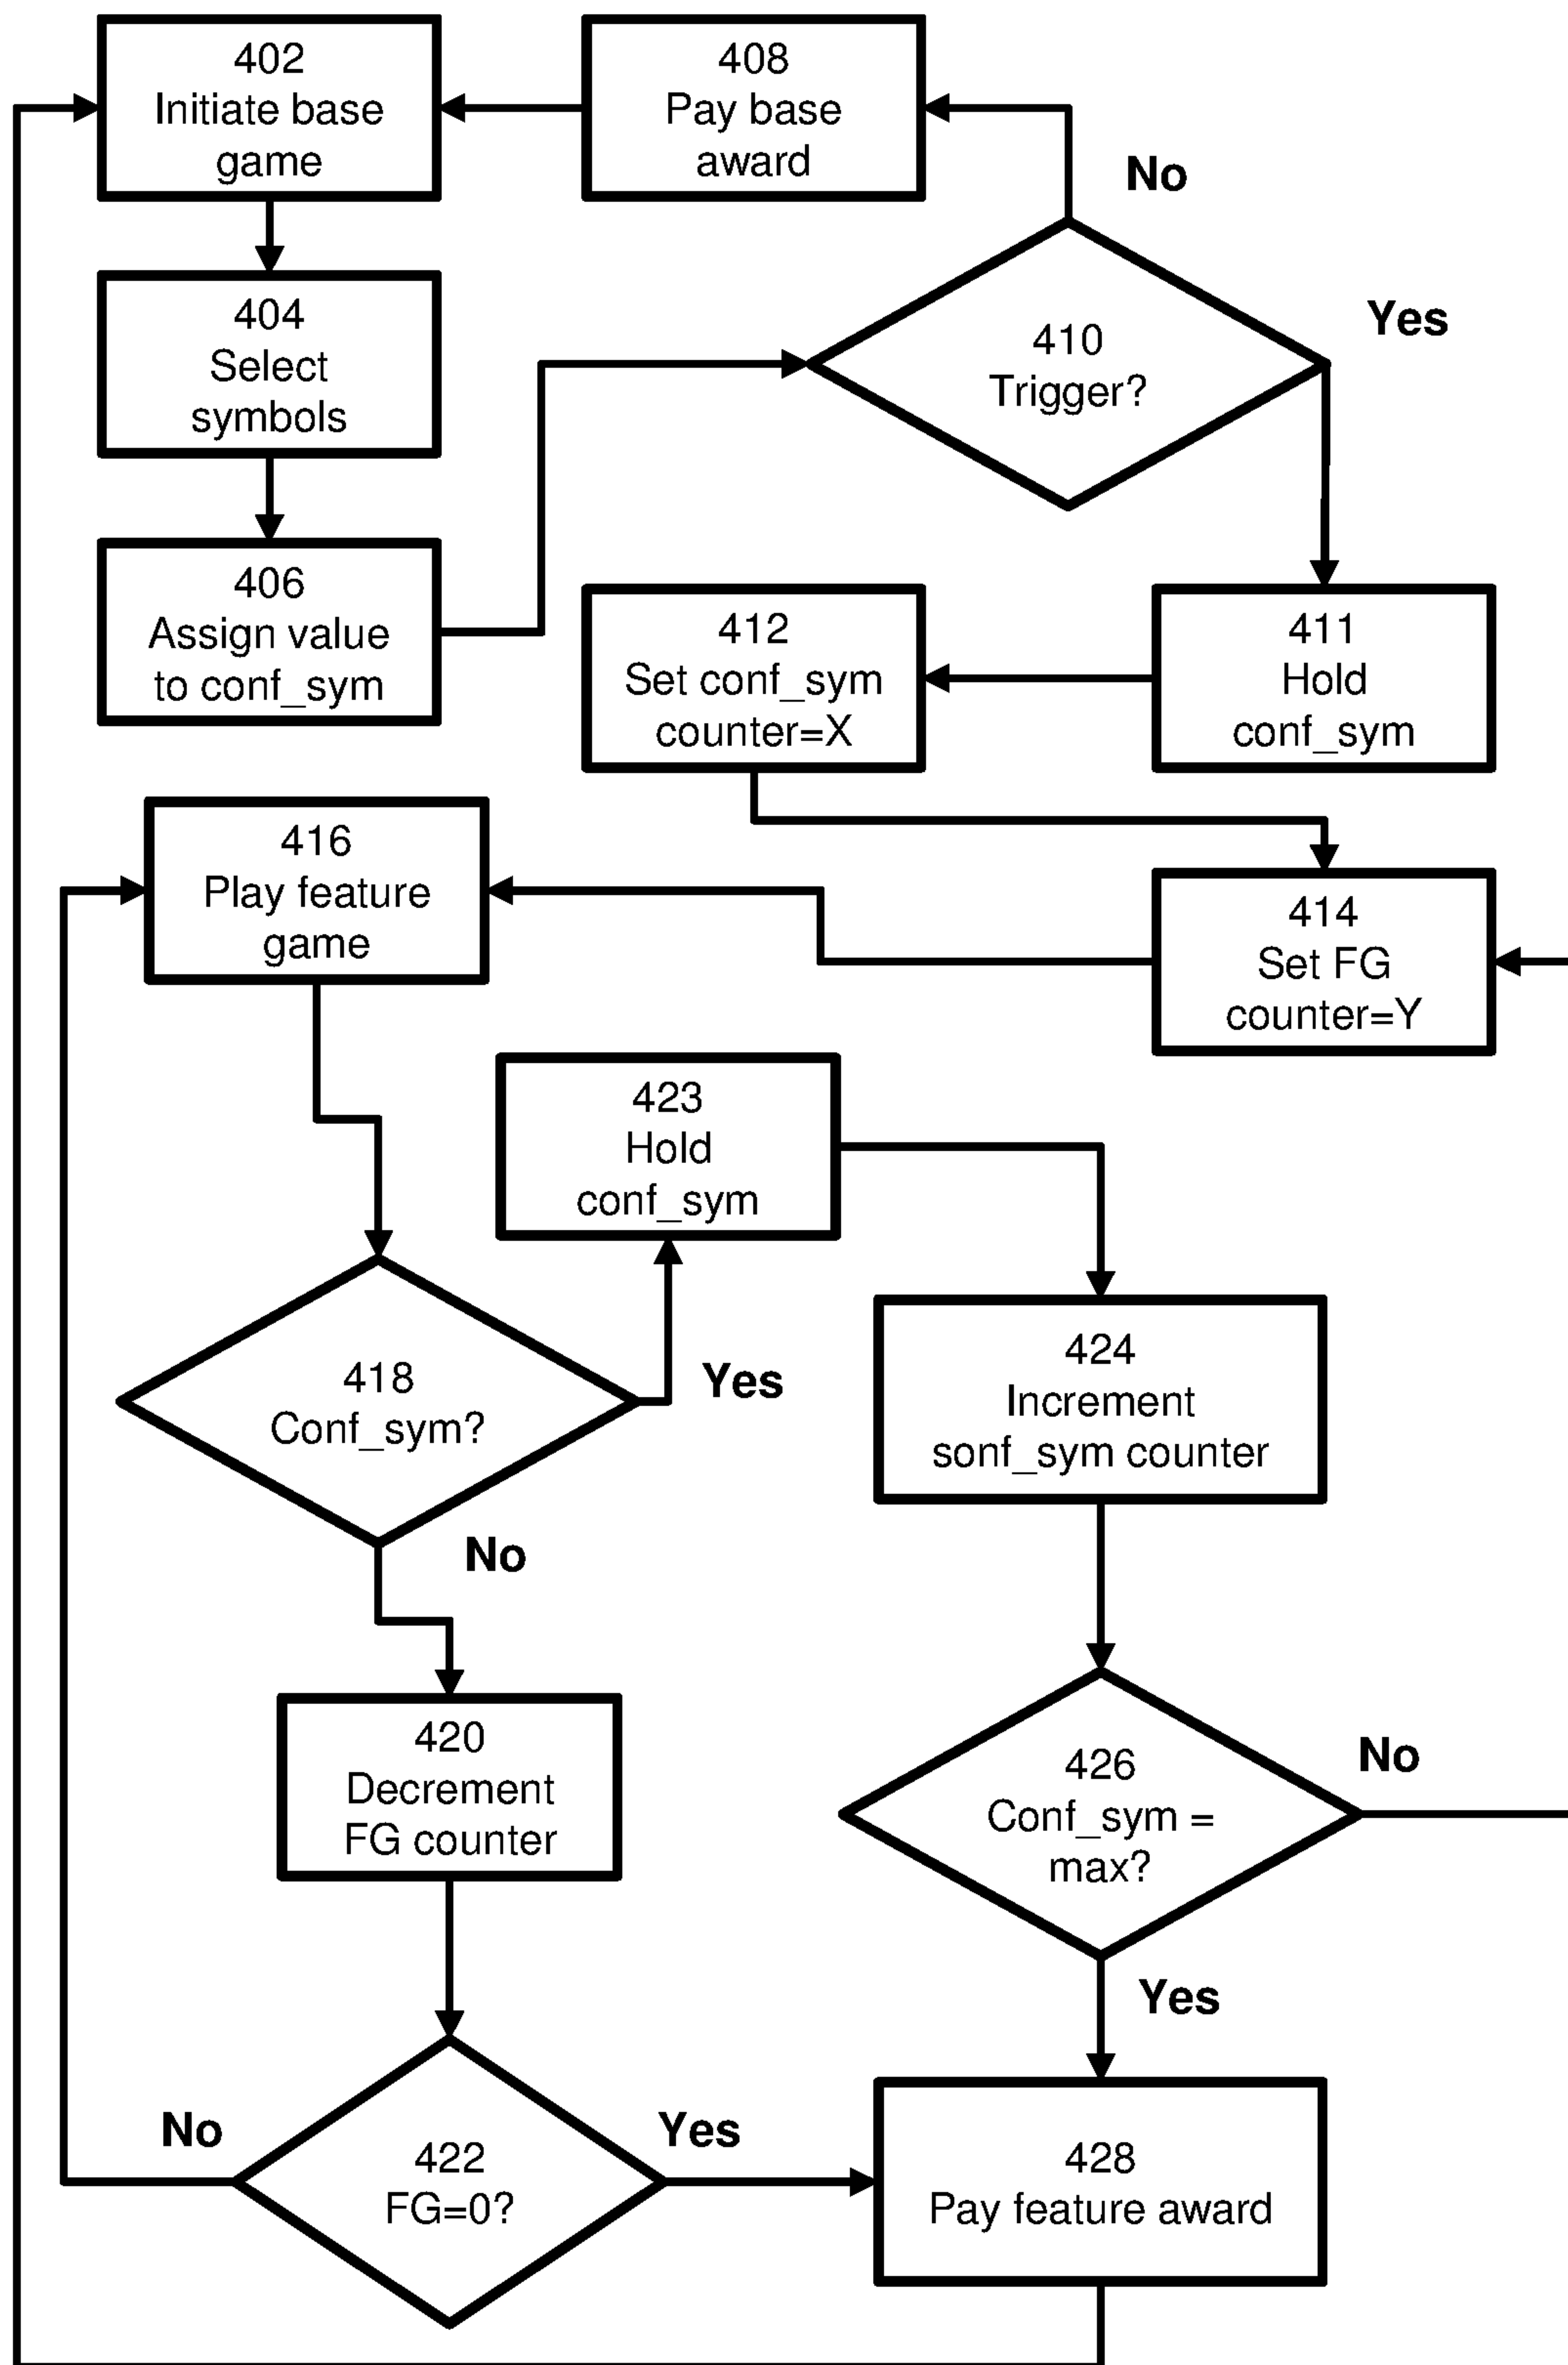 402
Initiate base
game
408
Pay base
award
No
410
Trigger?
Yes
404
Select
symbols
406
Assign value
to conf_sym
412
Set conf_sym
counter=X
411
Hold
conf_sym
416
Play feature
game
414
Set FG
counter=Y
423
Hold
conf_sym
418
Conf_sym?
Yes
No
424
Increment
sonf_sym counter
420
Decrement
FG counter
426
Conf_sym =
max?
No
Yes
422
FG=0?
No
Yes
428
Pay feature award